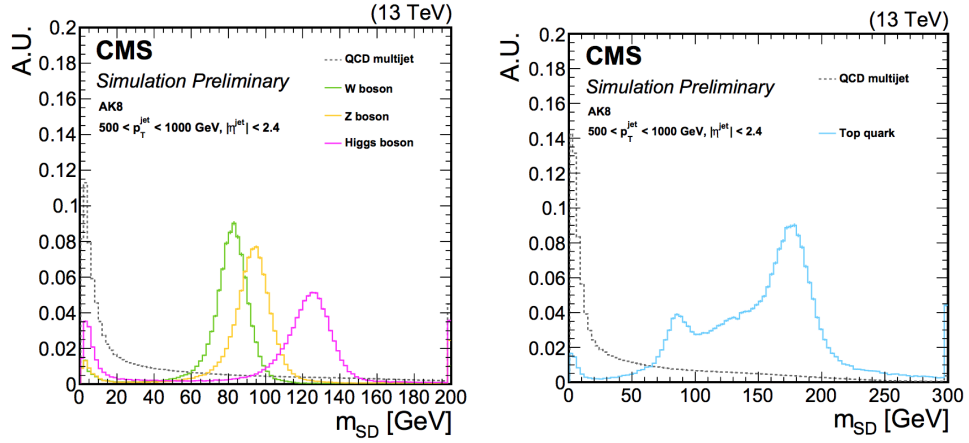 (13 TeV)
A.U.
0.2
0.18
0.16
0.14
0.12
0.1
0.08
0.06
0.04
0.02
0
CMS
Simulation Preliminary
AK8
500 < p_T^jet < 1000 GeV, |η^jet| < 2.4
QCD multijet
W boson
Z boson
Higgs boson
0 20 40 60 80 100 120 140 160 180 200
m_SD [GeV]
(13 TeV)
A.U.
0.2
0.18
0.16
0.14
0.12
0.1
0.08
0.06
0.04
0.02
0
CMS
Simulation Preliminary
AK8
500 < p_T^jet < 1000 GeV, |η^jet| < 2.4
QCD multijet
Top quark
0 50 100 150 200 250 300
m_SD [GeV]